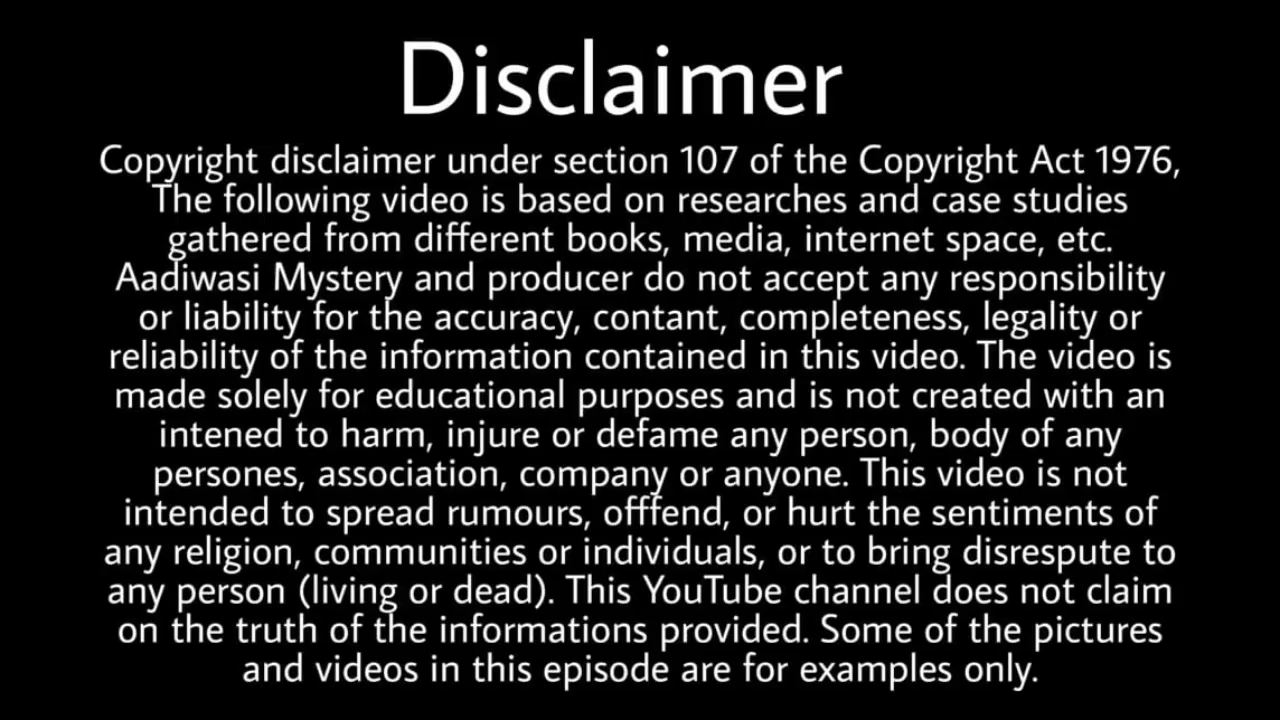 Disclaimer
Copyright disclaimer under section 107 of the Copyright Act 1976,
The following video is based on researches and case studies
gathered from different books, media, internet space, etc.
Aadiwasi Mystery and producer do not accept any responsibility
or liability for the accuracy, contant, completeness, legality or
reliability of the information contained in this video. The video is
made solely for educational purposes and is not created with an
intened to harm, injure or defame any person, body of any
persones, association, company or anyone. This video is not
intended to spread rumours, offfend, or hurt the sentiments of
any religion, communities or individuals, or to bring disrespute to
any person (living or dead). This YouTube channel does not claim
on the truth of the informations provided. Some of the pictures
and videos in this episode are for examples only.